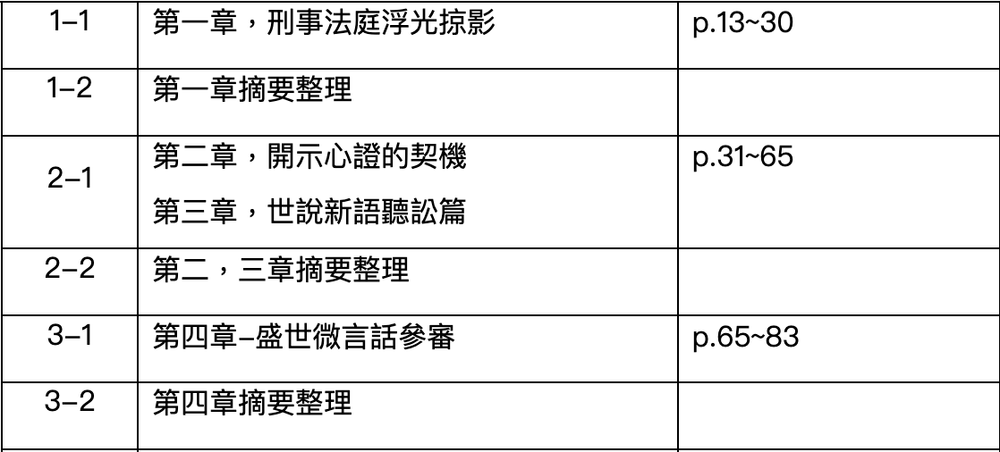 1–1 第一章，刑事法庭浮光掠影 p.13~30
1–2 第一章摘要整理
2–1 第二章，開示心證的契機 p.31~65
第三章，世說新語聽訟篇
2–2 第二，三章摘要整理
3–1 第四章–盛世微言話參審 p.65~83
3–2 第四章摘要整理